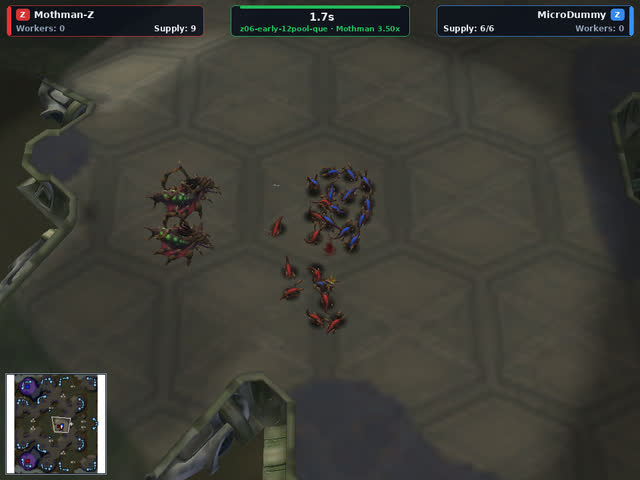 Z Mothman-Z
Workers: 0 Supply: 9
1.7s
z06-early-12pool-que · Mothman 3.50x
MicroDummy Z
Supply: 6/6 Workers: 0